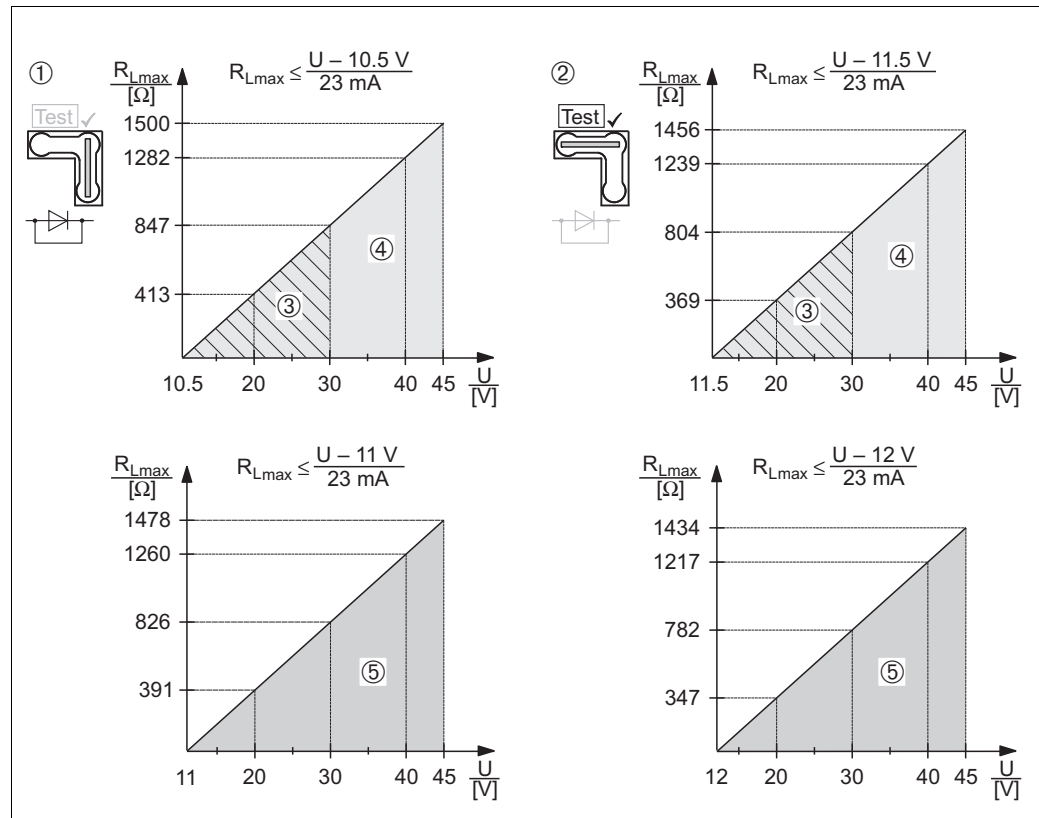 ①
R_Lmax
[Ω]
R_Lmax ≤ U – 10.5 V
23 mA
Test ✓
1500
1282
847
413
③
④
10.5 20 30 40 45 U
[V]
②
R_Lmax
[Ω]
R_Lmax ≤ U – 11.5 V
23 mA
Test ✓
1456
1239
804
369
③
④
11.5 20 30 40 45 U
[V]
R_Lmax
[Ω]
R_Lmax ≤ U – 11 V
23 mA
1478
1260
826
391
⑤
11 20 30 40 45 U
[V]
R_Lmax
[Ω]
R_Lmax ≤ U – 12 V
23 mA
1434
1217
782
347
⑤
12 20 30 40 45 U
[V]